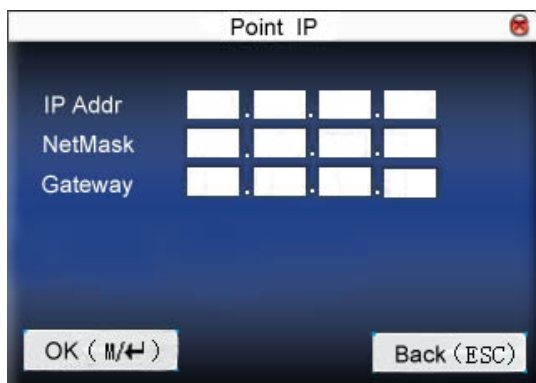 Point IP
IP Addr . . .
NetMask . . .
Gateway . . .
OK ( M/↵ ) Back (ESC)